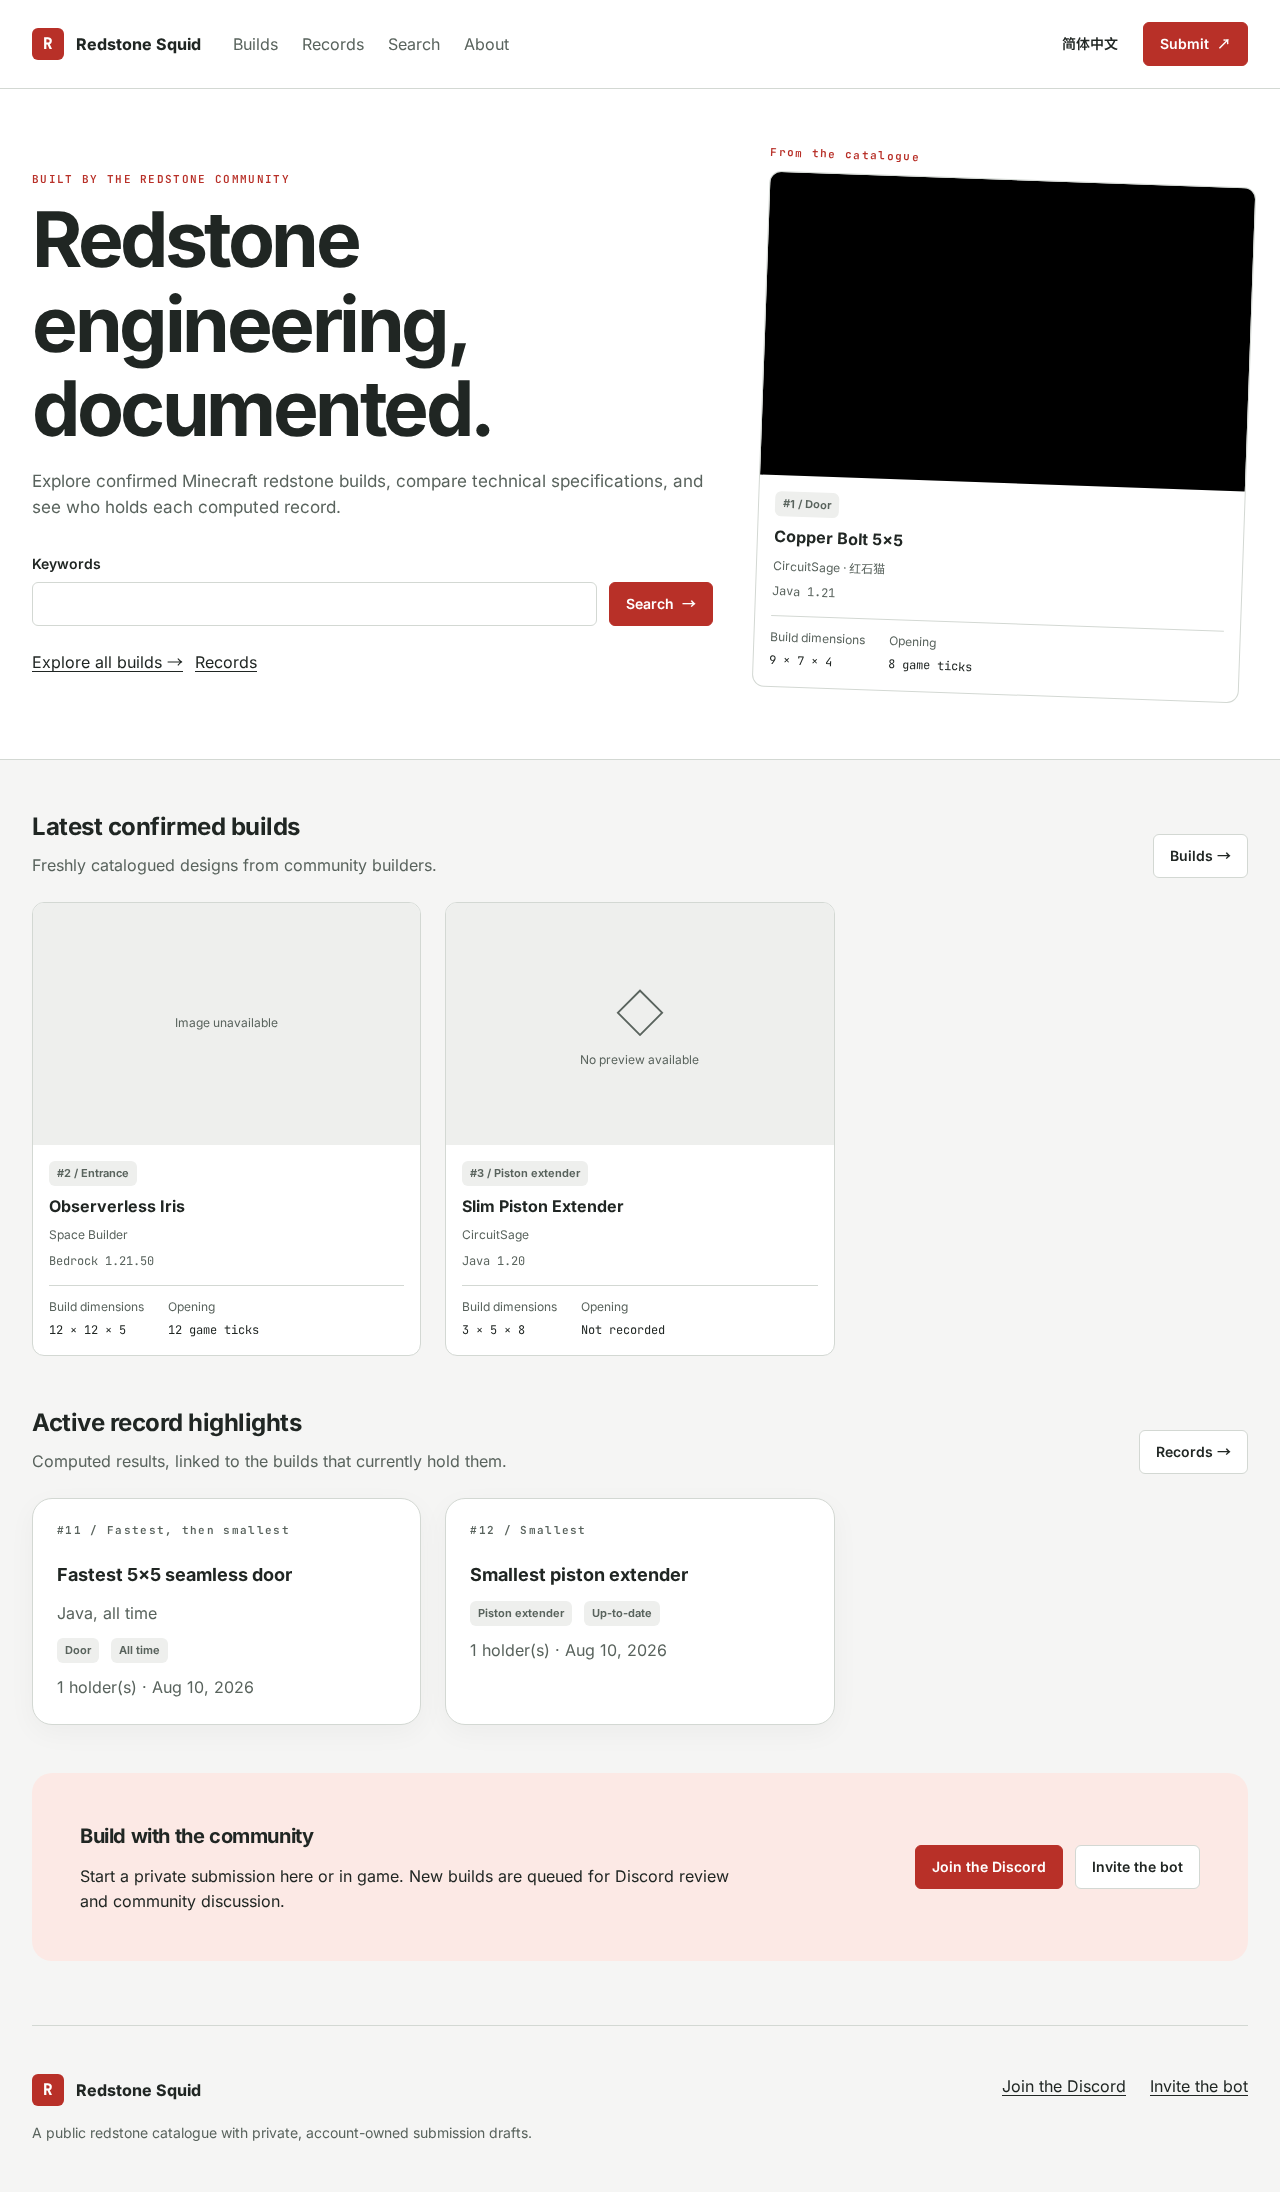 R Redstone Squid Builds Records Search About 简体中文 Submit ↗
From the catalogue
BUILT BY THE REDSTONE COMMUNITY
Redstone
engineering,
documented.
Explore confirmed Minecraft redstone builds, compare technical specifications, and
see who holds each computed record.
Keywords
Search →
Explore all builds → Records
#1 / Door
Copper Bolt 5×5
CircuitSage · 红石猫
Java 1.21
Build dimensions Opening
9 × 7 × 4 8 game ticks
Latest confirmed builds
Freshly catalogued designs from community builders.
Builds →
Image unavailable
#2 / Entrance
Observerless Iris
Space Builder
Bedrock 1.21.50
Build dimensions Opening
12 × 12 × 5 12 game ticks
No preview available
#3 / Piston extender
Slim Piston Extender
CircuitSage
Java 1.20
Build dimensions Opening
3 × 5 × 8 Not recorded
Active record highlights
Computed results, linked to the builds that currently hold them.
Records →
#11 / Fastest, then smallest
Fastest 5×5 seamless door
Java, all time
Door All time
1 holder(s) · Aug 10, 2026
#12 / Smallest
Smallest piston extender
Piston extender Up-to-date
1 holder(s) · Aug 10, 2026
Build with the community
Start a private submission here or in game. New builds are queued for Discord review
and community discussion.
Join the Discord Invite the bot
R Redstone Squid
Join the Discord Invite the bot
A public redstone catalogue with private, account-owned submission drafts.